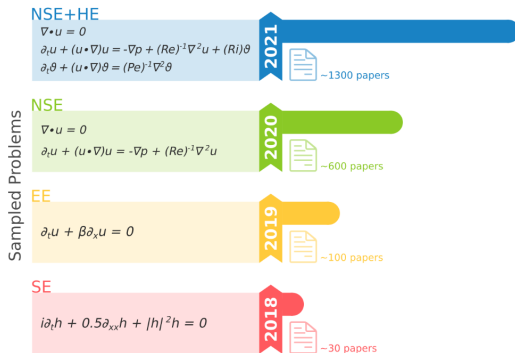 NSE+HE
∇•u = 0
∂ₜu + (u•∇)u = -∇p + (Re)⁻¹∇²u + (Ri)ϑ
∂ₜϑ + (u•∇)ϑ = (Pe)⁻¹∇²ϑ
2021
~1300 papers
NSE
∇•u = 0
∂ₜu + (u•∇)u = -∇p + (Re)⁻¹∇²u
2020
~600 papers
EE
∂ₜu + β∂ₓu = 0
2019
~100 papers
SE
i∂ₜh + 0.5∂ₓₓh + |h|²h = 0
2018
~30 papers
Sampled Problems